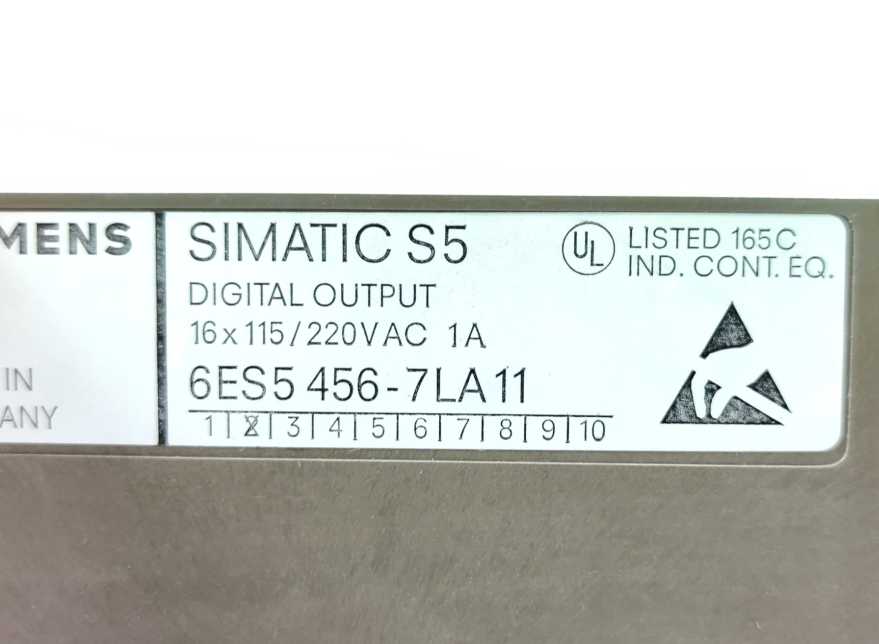 MENS
IN
ANY
SIMATIC S5
DIGITAL OUTPUT
16 x 115/220VAC 1A
6ES5 456-7LA11
1 | 2 | 3 | 4 | 5 | 6 | 7 | 8 | 9 | 10
UL
LISTED 165C
IND. CONT. EQ.